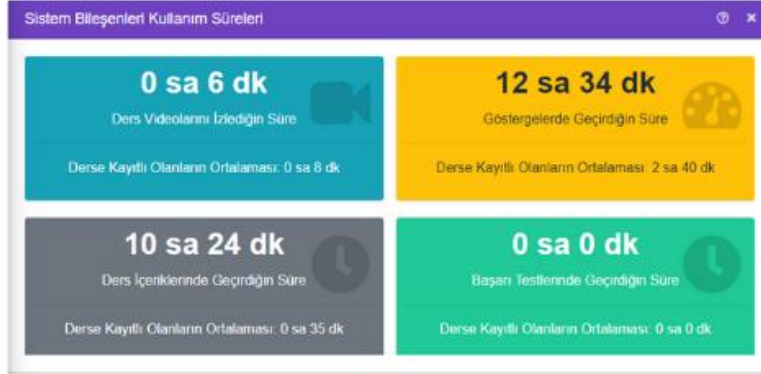 Sistem Bileşenleri Kullanım Süreleri
0 sa 6 dk
Ders Videolarını İzlediğin Süre
Derse Kayıtlı Olanların Ortalaması: 0 sa 8 dk
12 sa 34 dk
Göstergelerde Geçirdiğin Süre
Derse Kayıtlı Olanların Ortalaması: 2 sa 40 dk
10 sa 24 dk
Ders İçeriklerinde Geçirdiğin Süre
Derse Kayıtlı Olanların Ortalaması: 0 sa 35 dk
0 sa 0 dk
Başarı Testlerinde Geçirdiğin Süre
Derse Kayıtlı Olanların Ortalaması: 0 sa 0 dk